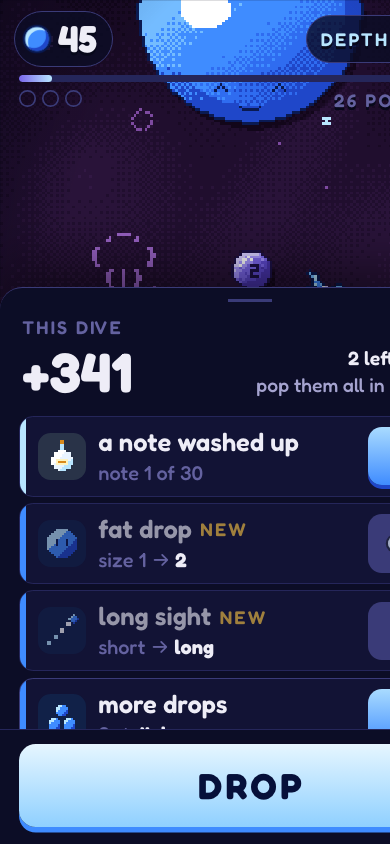 45
DEPTH
26 PO
2
THIS DIVE
+341
2 left
pop them all in
a note washed up
note 1 of 30
fat drop NEW
size 1 → 2
long sight NEW
short → long
more drops
DROP